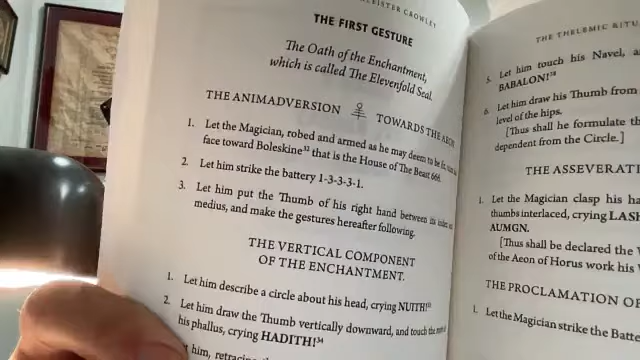 LEISTER CROWLEY
THE FIRST GESTURE
The Oath of the Enchantment,
which is called The Elevenfold Seal.
THE ANIMADVERSION TOWARDS THE AEON
1. Let the Magician, robed and armed as he may deem to be fit,
face toward Boleskine³² that is the House of The Beast 666.
2. Let him strike the battery 1-3-3-3-1.
3. Let him put the Thumb of his right hand between its index
medius, and make the gestures hereafter following.
THE VERTICAL COMPONENT
OF THE ENCHANTMENT.
1. Let him describe a circle about his head, crying NUITH!³³
2. Let him draw the Thumb vertically downward, and touch the
his phallus, crying HADITH!³⁴
him, retracing
THE THELEMIC RITU
5. Let him touch his Navel,
BABALON!³⁸
6. Let him draw his Thumb from
level of the hips.
[Thus shall he formulate th
dependent from the Circle.]
THE ASSEVERATI
1. Let the Magician clasp his ha
thumbs interlaced, crying LASH
AUMGN.
[Thus shall be declared the
of the Aeon of Horus work his
THE PROCLAMATION O
1. Let the Magician strike the Batte